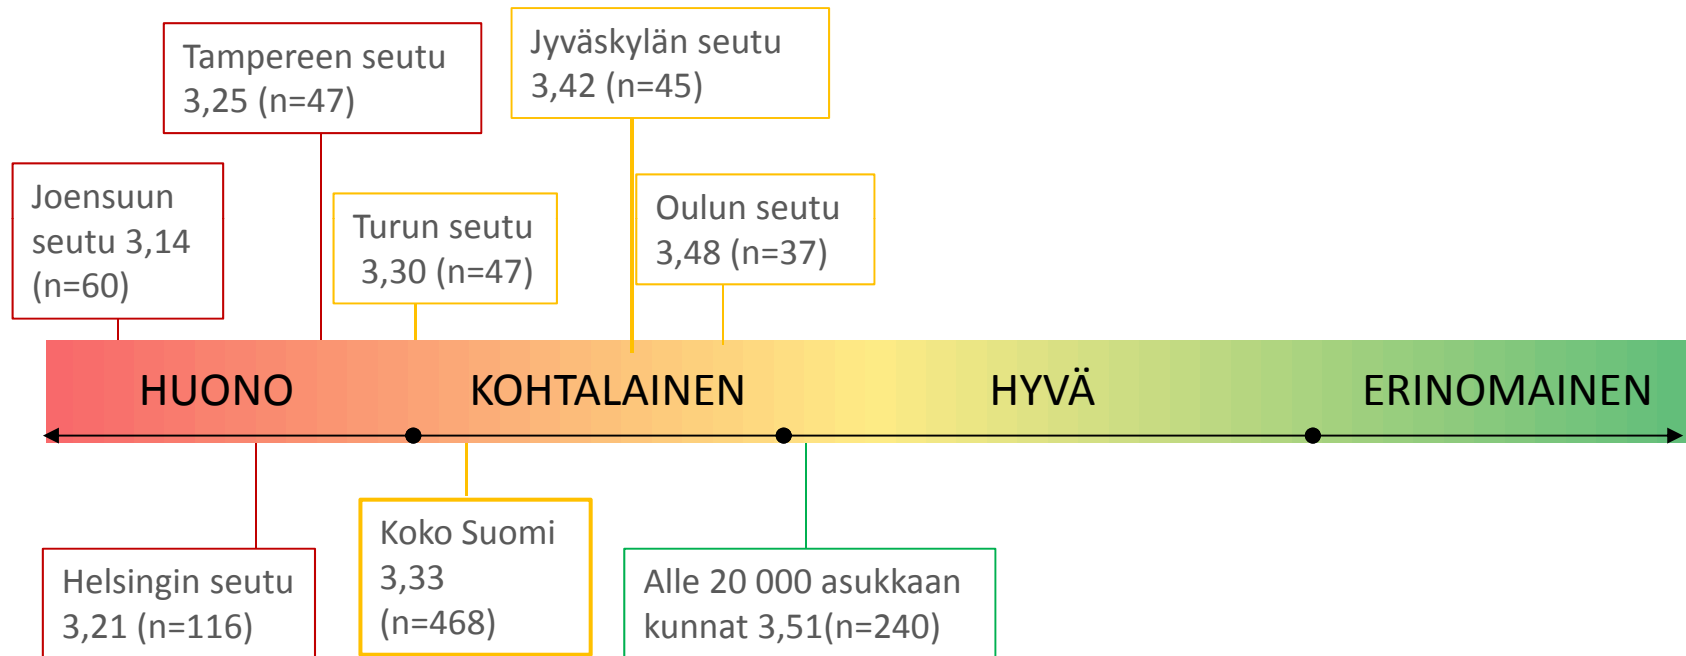 Tampereen seutu
3,25 (n=47)
Jyväskylän seutu
3,42 (n=45)
Joensuun
seutu 3,14
(n=60)
Turun seutu
3,30 (n=47)
Oulun seutu
3,48 (n=37)
HUONO
KOHTALAINEN
HYVÄ
ERINOMAINEN
Helsingin seutu
3,21 (n=116)
Koko Suomi
3,33
(n=468)
Alle 20 000 asukkaan
kunnat 3,51(n=240)